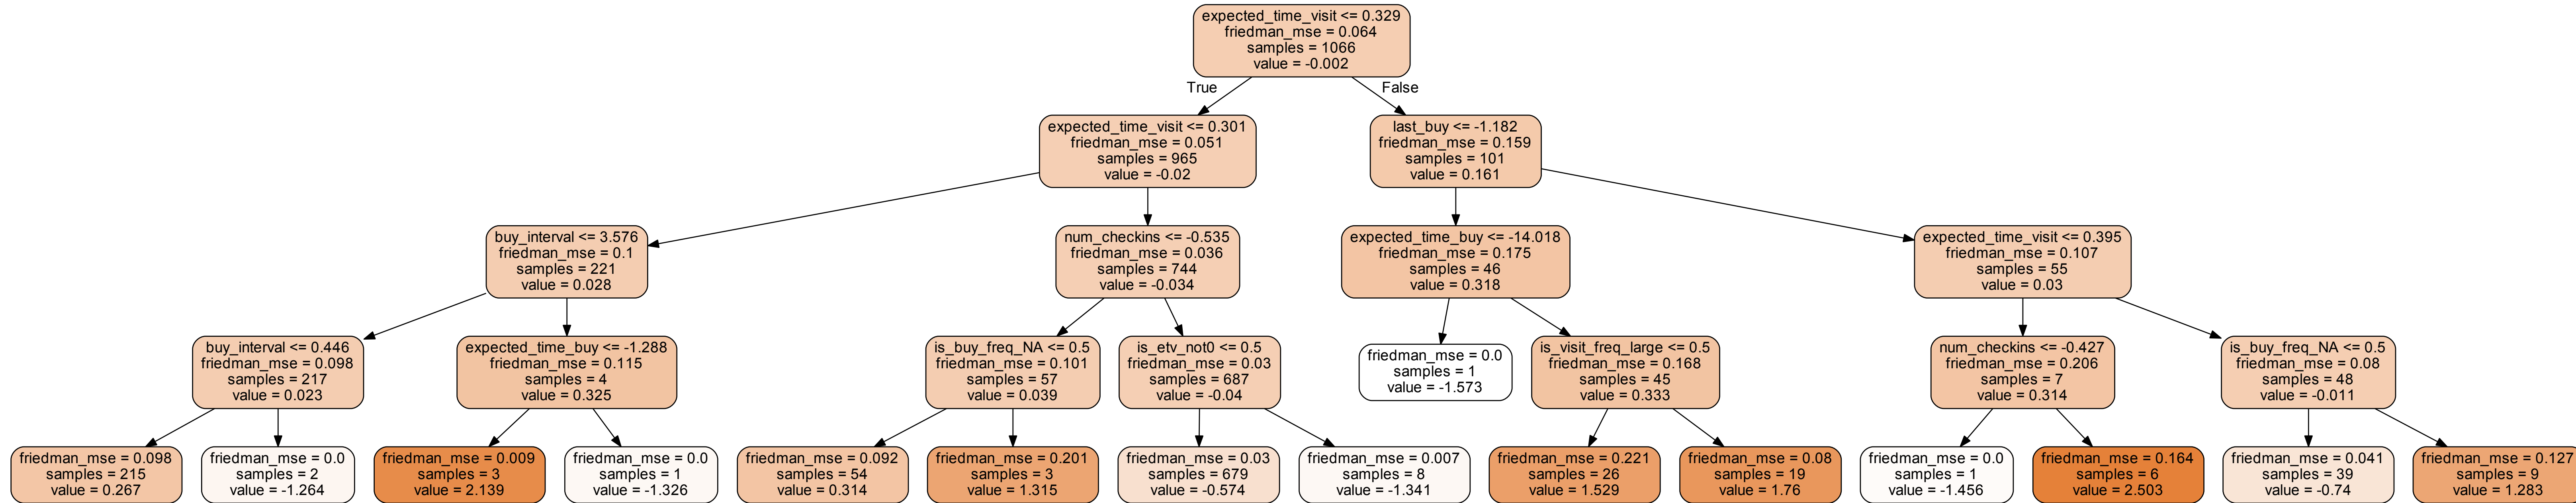 expected_time_visit <= 0.329
friedman_mse = 0.064
samples = 1066
value = -0.002
True
False
expected_time_visit <= 0.301
friedman_mse = 0.051
samples = 965
value = -0.02
last_buy <= -1.182
friedman_mse = 0.159
samples = 101
value = 0.161
buy_interval <= 3.576
friedman_mse = 0.1
samples = 221
value = 0.028
num_checkins <= -0.535
friedman_mse = 0.036
samples = 744
value = -0.034
expected_time_buy <= -14.018
friedman_mse = 0.175
samples = 46
value = 0.318
expected_time_visit <= 0.395
friedman_mse = 0.107
samples = 55
value = 0.03
buy_interval <= 0.446
friedman_mse = 0.098
samples = 217
value = 0.023
expected_time_buy <= -1.288
friedman_mse = 0.115
samples = 4
value = 0.325
is_buy_freq_NA <= 0.5
friedman_mse = 0.101
samples = 57
value = 0.039
is_etv_not0 <= 0.5
friedman_mse = 0.03
samples = 687
value = -0.04
friedman_mse = 0.0
samples = 1
value = -1.573
is_visit_freq_large <= 0.5
friedman_mse = 0.168
samples = 45
value = 0.333
num_checkins <= -0.427
friedman_mse = 0.206
samples = 7
value = 0.314
is_buy_freq_NA <= 0.5
friedman_mse = 0.08
samples = 48
value = -0.011
friedman_mse = 0.098
samples = 215
value = 0.267
friedman_mse = 0.0
samples = 2
value = -1.264
friedman_mse = 0.009
samples = 3
value = 2.139
friedman_mse = 0.0
samples = 1
value = -1.326
friedman_mse = 0.092
samples = 54
value = 0.314
friedman_mse = 0.201
samples = 3
value = 1.315
friedman_mse = 0.03
samples = 679
value = -0.574
friedman_mse = 0.007
samples = 8
value = -1.341
friedman_mse = 0.221
samples = 26
value = 1.529
friedman_mse = 0.08
samples = 19
value = 1.76
friedman_mse = 0.0
samples = 1
value = -1.456
friedman_mse = 0.164
samples = 6
value = 2.503
friedman_mse = 0.041
samples = 39
value = -0.74
friedman_mse = 0.127
samples = 9
value = 1.283